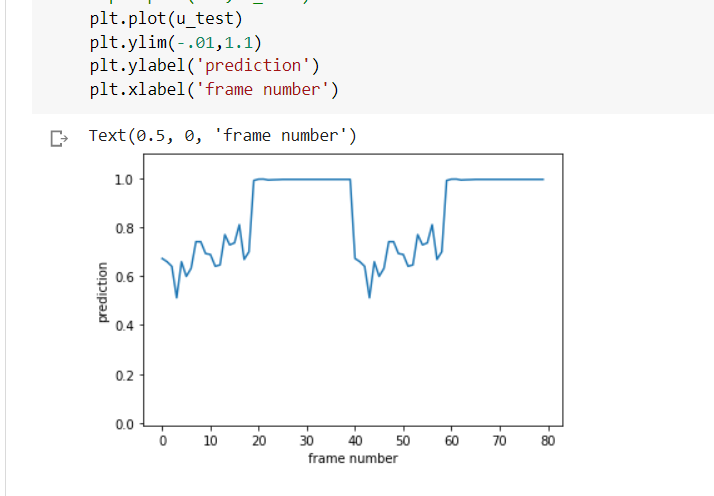 plt.plot(u_test)
plt.ylim(-.01,1.1)
plt.ylabel('prediction')
plt.xlabel('frame number')
Text(0.5, 0, 'frame number')
1.0
0.8
0.6
0.4
0.2
0.0
prediction
0 10 20 30 40 50 60 70 80
frame number